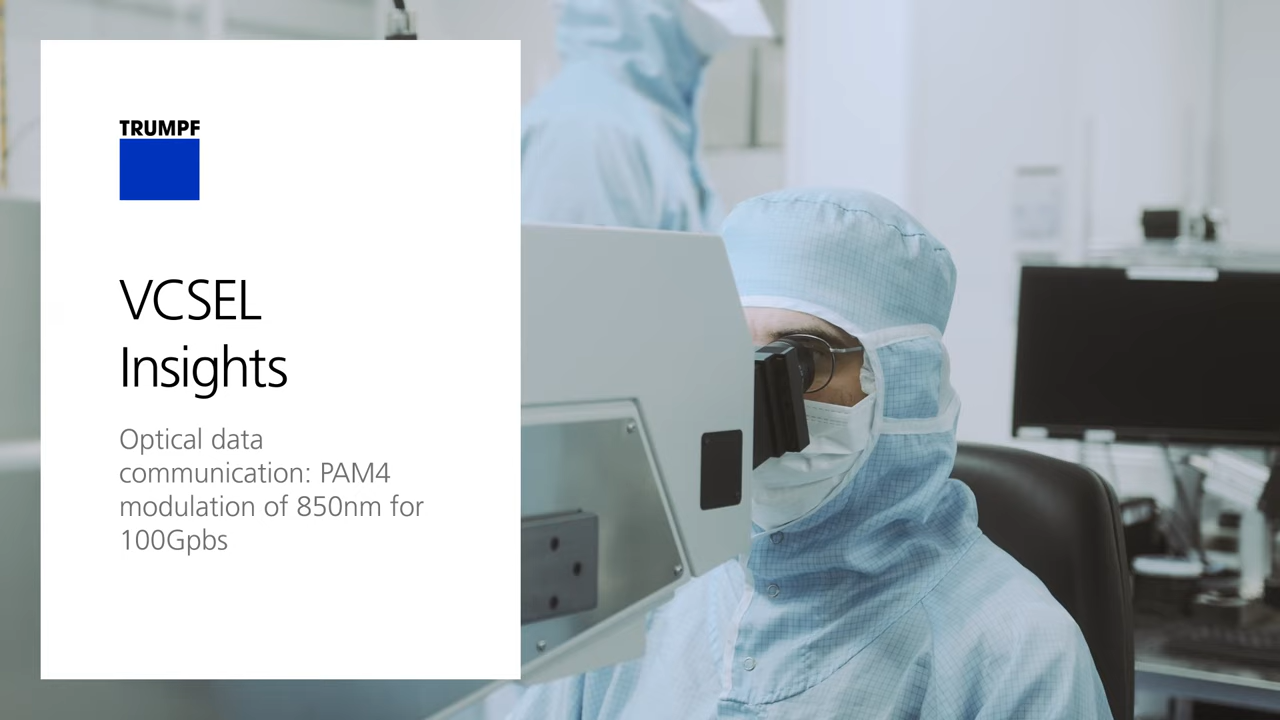 TRUMPF
VCSEL
Insights
Optical data
communication: PAM4
modulation of 850nm for
100Gpbs